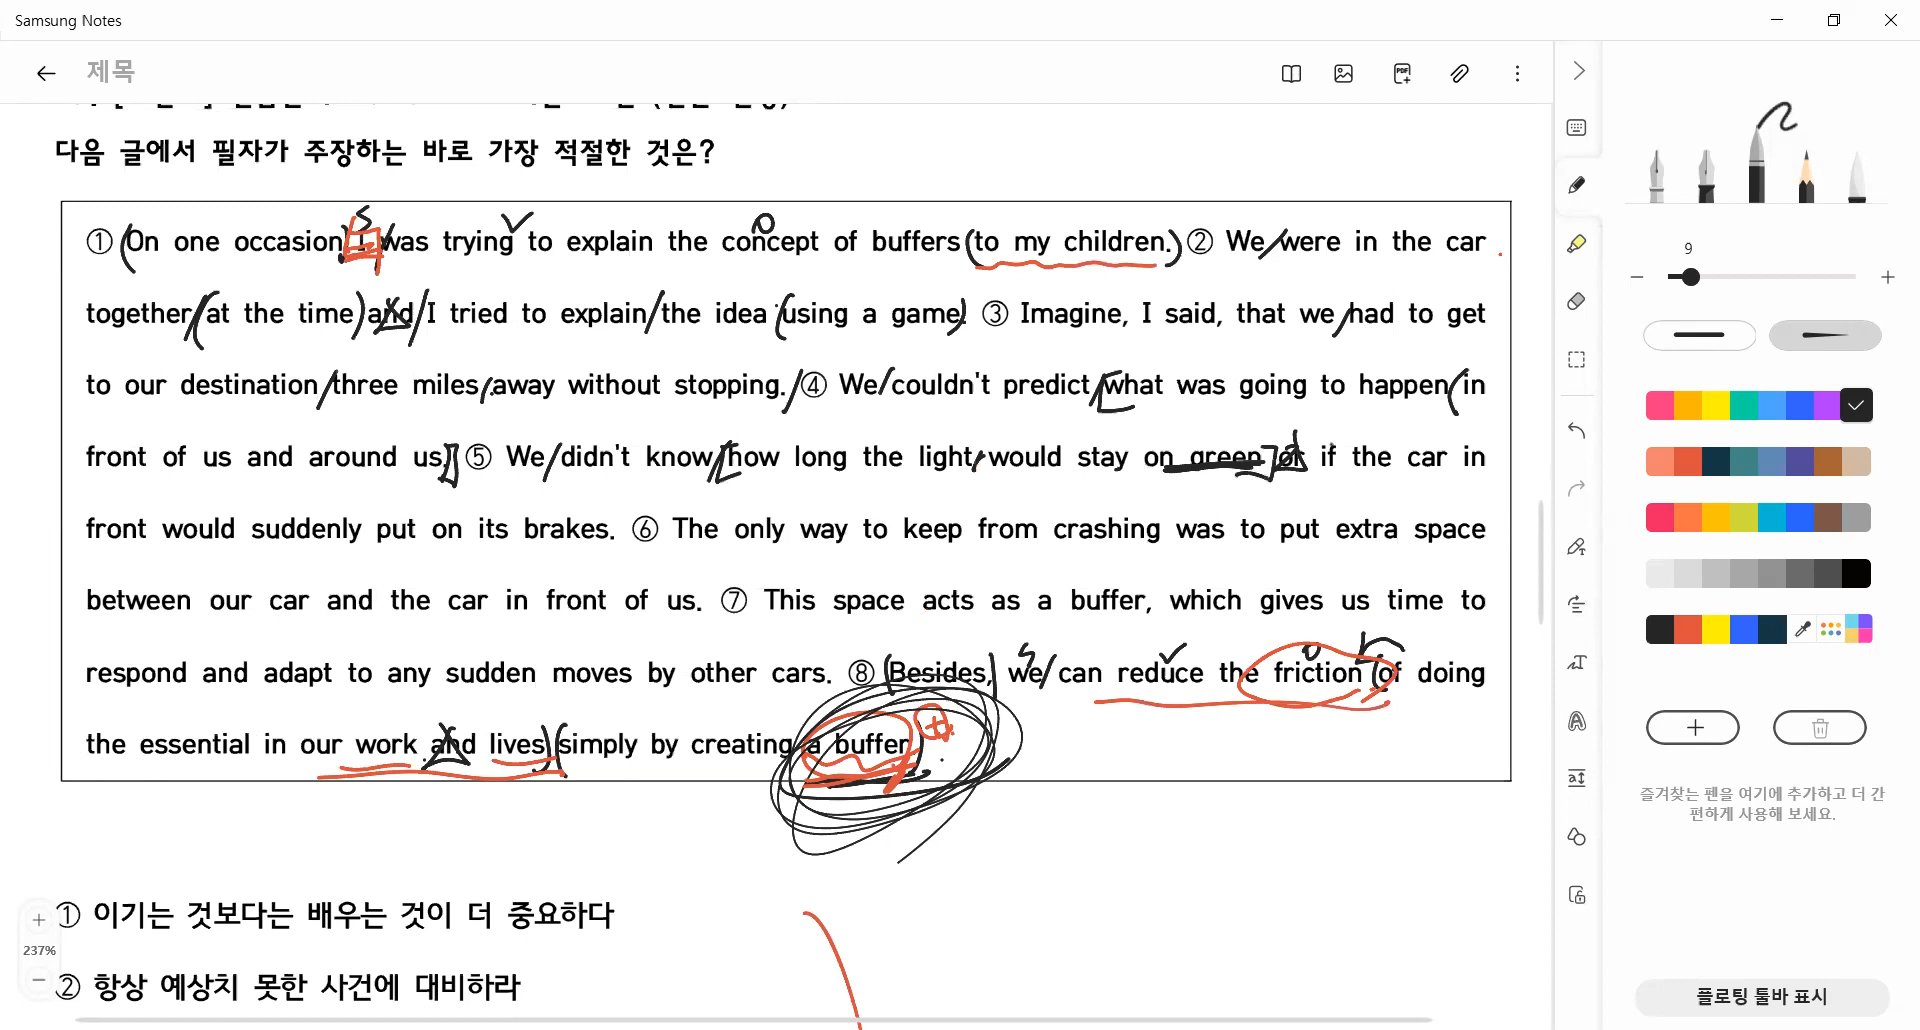 Samsung Notes
제목
다음 글에서 필자가 주장하는 바로 가장 적절한 것은?
① On one occasion, I was trying to explain the concept of buffers to my children. ② We were in the car
together at the time and I tried to explain the idea using a game. ③ Imagine, I said, that we had to get
to our destination three miles away without stopping. ④ We couldn't predict what was going to happen in
front of us and around us. ⑤ We didn't know how long the light would stay on green or if the car in
front would suddenly put on its brakes. ⑥ The only way to keep from crashing was to put extra space
between our car and the car in front of us. ⑦ This space acts as a buffer, which gives us time to
respond and adapt to any sudden moves by other cars. ⑧ Besides, we can reduce the friction of doing
the essential in our work and lives simply by creating a buffer
① 이기는 것보다는 배우는 것이 더 중요하다
② 항상 예상치 못한 사건에 대비하라
237%
9
즐겨찾는 펜을 여기에 추가하고 더 간
편하게 사용해 보세요.
플로팅 툴바 표시